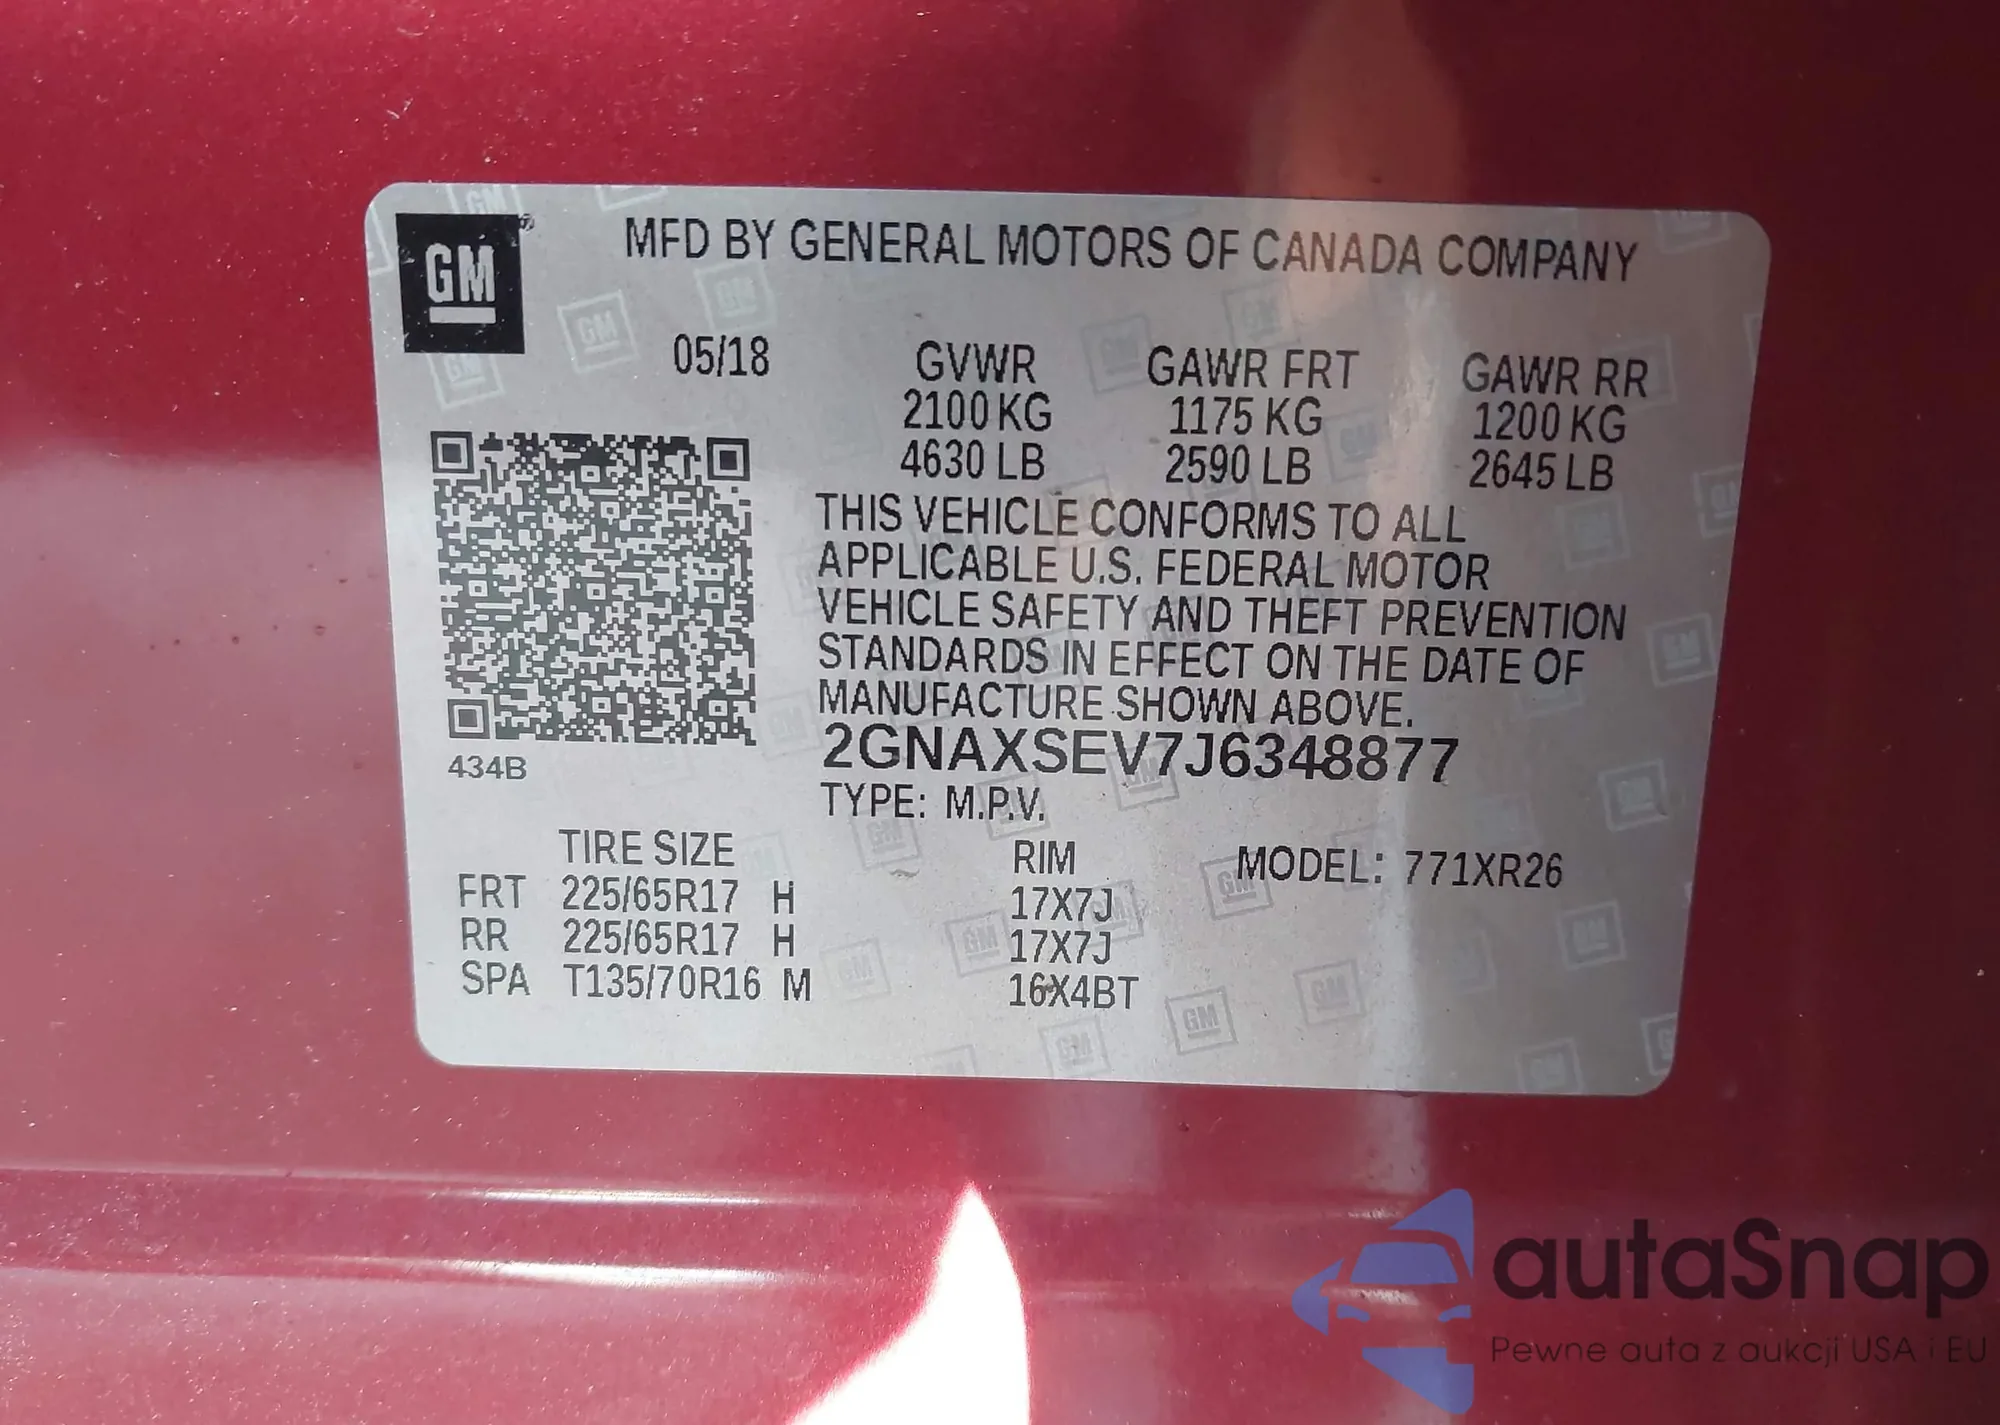 GM ®
MFD BY GENERAL MOTORS OF CANADA COMPANY
05/18 GVWR GAWR FRT GAWR RR
2100 KG 1175 KG 1200 KG
4630 LB 2590 LB 2645 LB
THIS VEHICLE CONFORMS TO ALL
APPLICABLE U.S. FEDERAL MOTOR
VEHICLE SAFETY AND THEFT PREVENTION
STANDARDS IN EFFECT ON THE DATE OF
MANUFACTURE SHOWN ABOVE.
2GNAXSEV7J6348877
434B
TYPE: M.P.V.
TIRE SIZE RIM MODEL: 771XR26
FRT 225/65R17 H 17X7J
RR 225/65R17 H 17X7J
SPA T135/70R16 M 16X4BT
autaSnap
Pewne auta z aukcji USA i EU